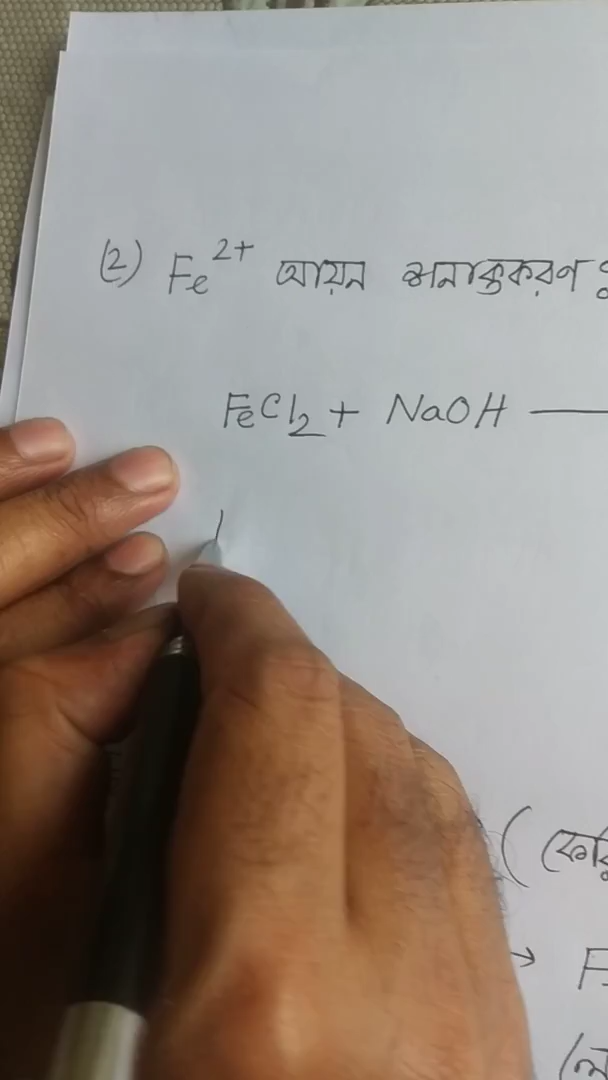 (2) Fe²⁺ আয়ন শনাক্তকরণ ঃ
FeCl₂ + NaOH —
(
→ F